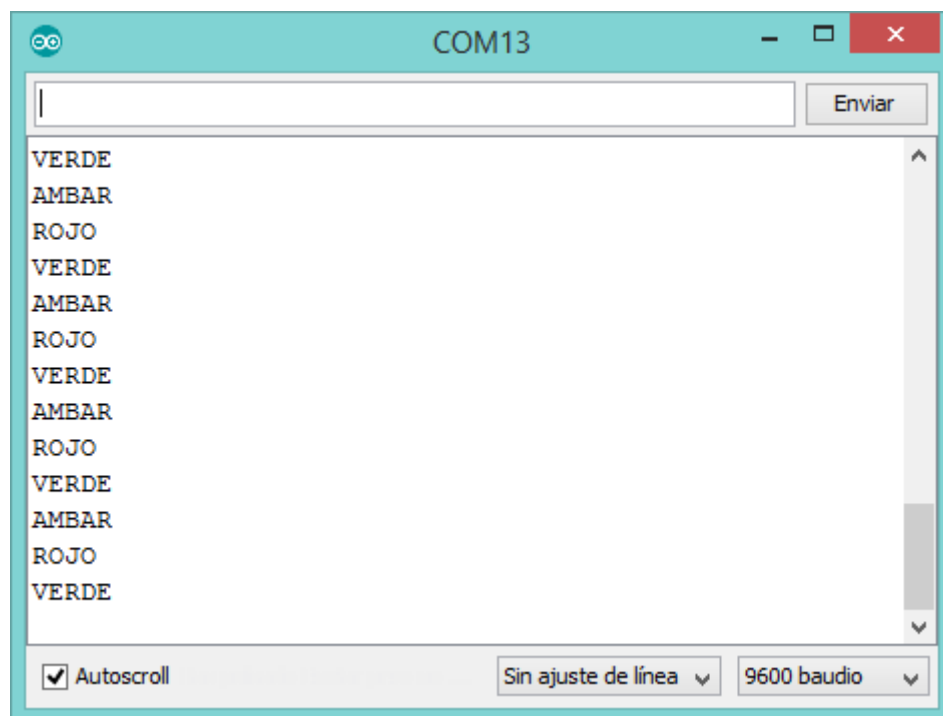 COM13
Enviar
VERDE
AMBAR
ROJO
VERDE
AMBAR
ROJO
VERDE
AMBAR
ROJO
VERDE
AMBAR
ROJO
VERDE
Autoscroll
Sin ajuste de línea
9600 baudio